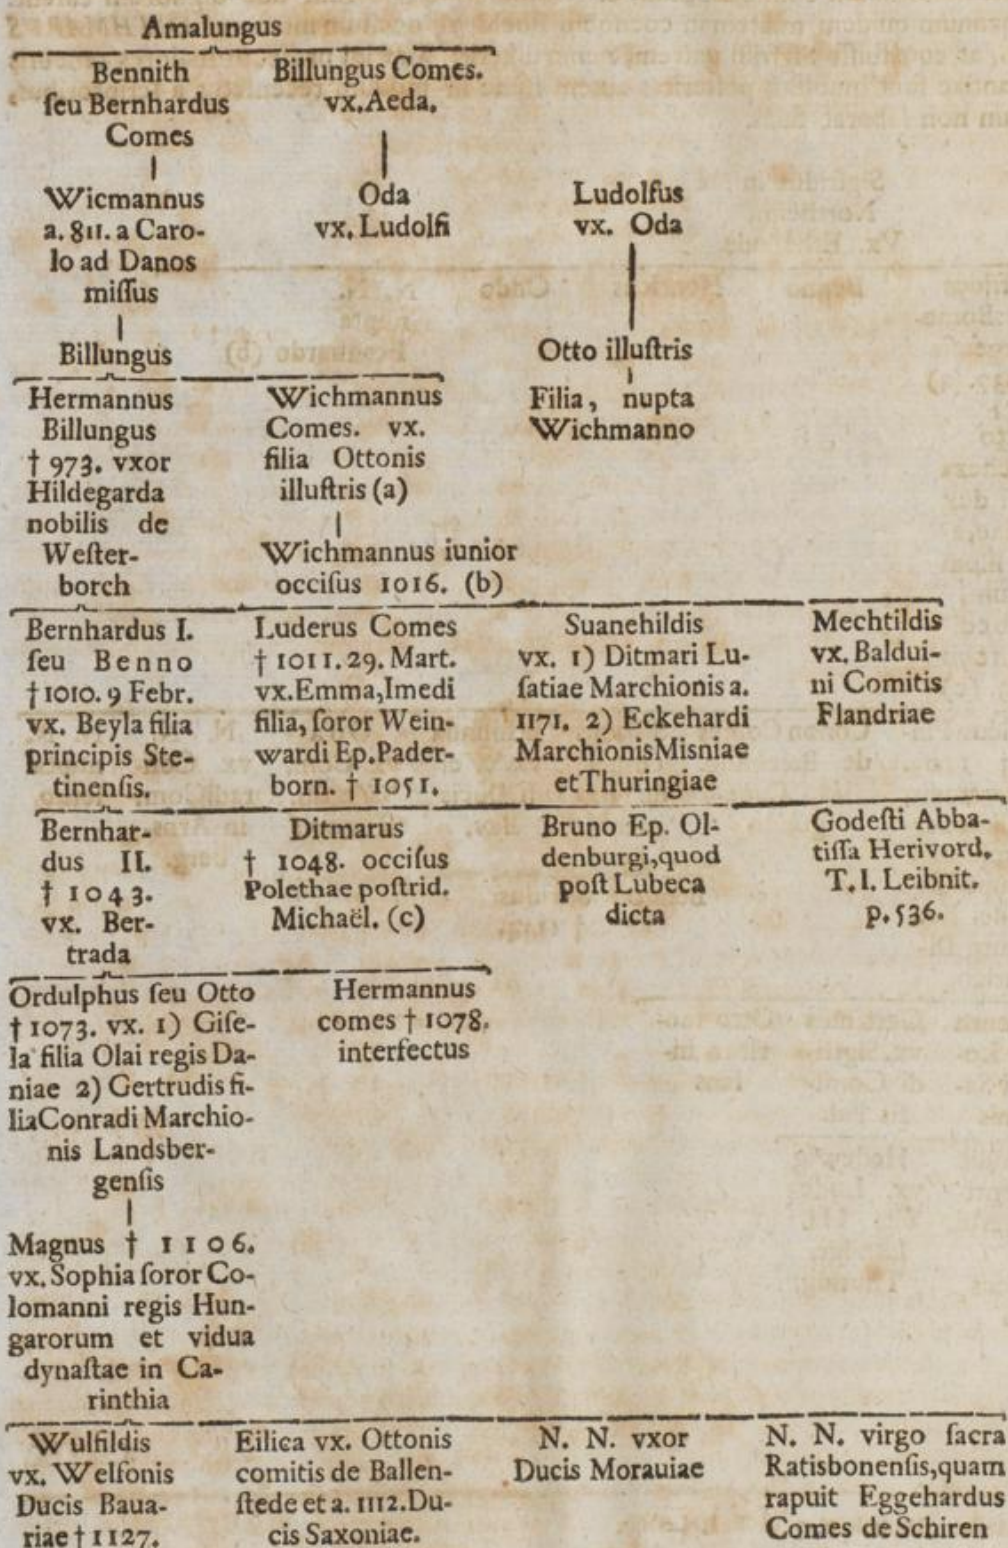 Amalungus
Bennith
ſeu Bernhardus
Comes
Billungus Comes.
vx. Aeda.
Wicmannus
a. 811. a Caro-
lo ad Danos
miſſus
Oda
vx. Ludolfi
Ludolfus
vx. Oda
Billungus
Otto illuſtris
Hermannus
Billungus
† 973. vxor
Hildegarda
nobilis de
Weſter-
borch
Wichmannus
Comes. vx.
filia Ottonis
illuſtris (a)
Wichmannus iunior
occiſus 1016. (b)
Filia, nupta
Wichmanno
Bernhardus I.
ſeu Benno
† 1010. 9 Febr.
vx. Beyla filia
principis Ste-
tinenſis.
Luderus Comes
† 1011. 29. Mart.
vx. Emma, Imedi
filia, ſoror Wein-
wardi Ep. Pader-
born. † 1051.
Suanehildis
vx. 1) Ditmari Lu-
ſatiae Marchionis a.
1171. 2) Eckehardi
Marchionis Misniae
et Thuringiae
Mechtildis
vx. Baldui-
ni Comitis
Flandriae
Bernhar-
dus II.
† 1043.
vx. Ber-
trada
Ditmarus
† 1048. occiſus
Polethae poſtrid.
Michaël. (c)
Bruno Ep. Ol-
denburgi, quod
poſt Lubeca
dicta
Godeſti Abba-
tiſſa Herivord.
T. I. Leibnit.
p. 536.
Ordulphus ſeu Otto
† 1073. vx. 1) Giſe-
la filia Olai regis Da-
niae 2) Gertrudis fi-
lia Conradi Marchio-
nis Landsber-
genſis
Hermannus
comes † 1078.
interfectus
Magnus † 1106.
vx. Sophia ſoror Co-
lomanni regis Hun-
garorum et vidua
dynaſtae in Ca-
rinthia
Wulfildis
vx. Welfonis
Ducis Baua-
riae † 1127.
Eilica vx. Ottonis
comitis de Ballen-
ſtede et a. 1112. Du-
cis Saxoniae.
N. N. vxor
Ducis Morauiae
N. N. virgo ſacra
Ratisbonenſis, quam
rapuit Eggehardus
Comes de Schiren